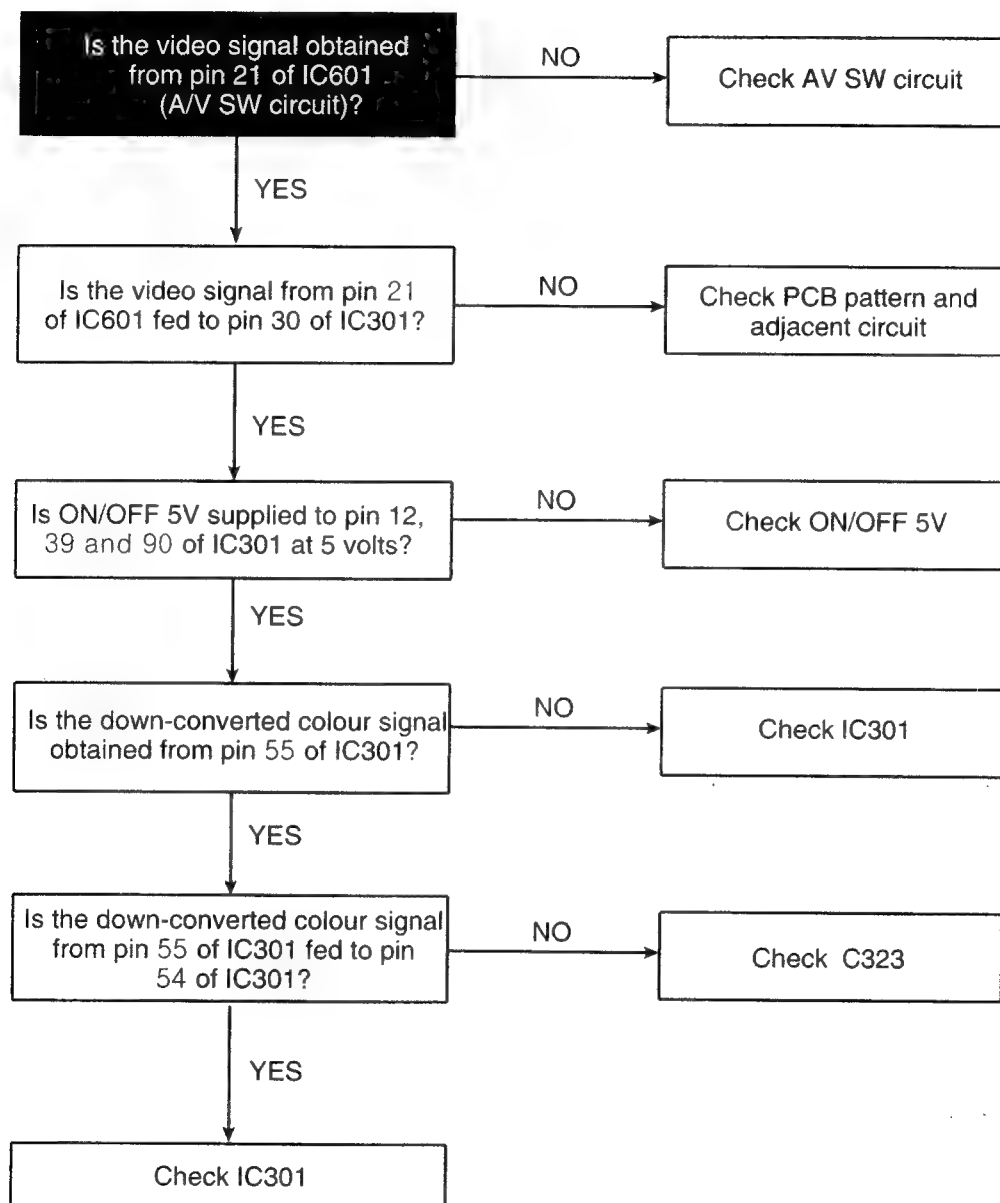 Is the video signal obtained
from pin 21 of IC601
(A/V SW circuit)?
NO
Check AV SW circuit
YES
Is the video signal from pin 21
of IC601 fed to pin 30 of IC301?
NO
Check PCB pattern and
adjacent circuit
YES
Is ON/OFF 5V supplied to pin 12,
39 and 90 of IC301 at 5 volts?
NO
Check ON/OFF 5V
YES
Is the down-converted colour signal
obtained from pin 55 of IC301?
NO
Check IC301
YES
Is the down-converted colour signal
from pin 55 of IC301 fed to pin
54 of IC301?
NO
Check C323
YES
Check IC301